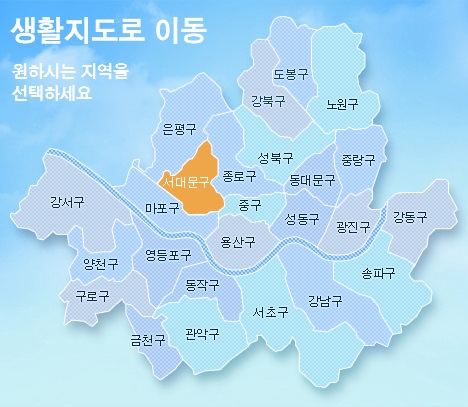 생활지도로 이동
원하시는 지역을
선택하세요
도봉구
강북구
노원구
은평구
성북구
중랑구
서대문구
종로구
동대문구
강서구
마포구
중구
성동구
광진구
강동구
용산구
양천구
영등포구
송파구
구로구
동작구
강남구
금천구
관악구
서초구